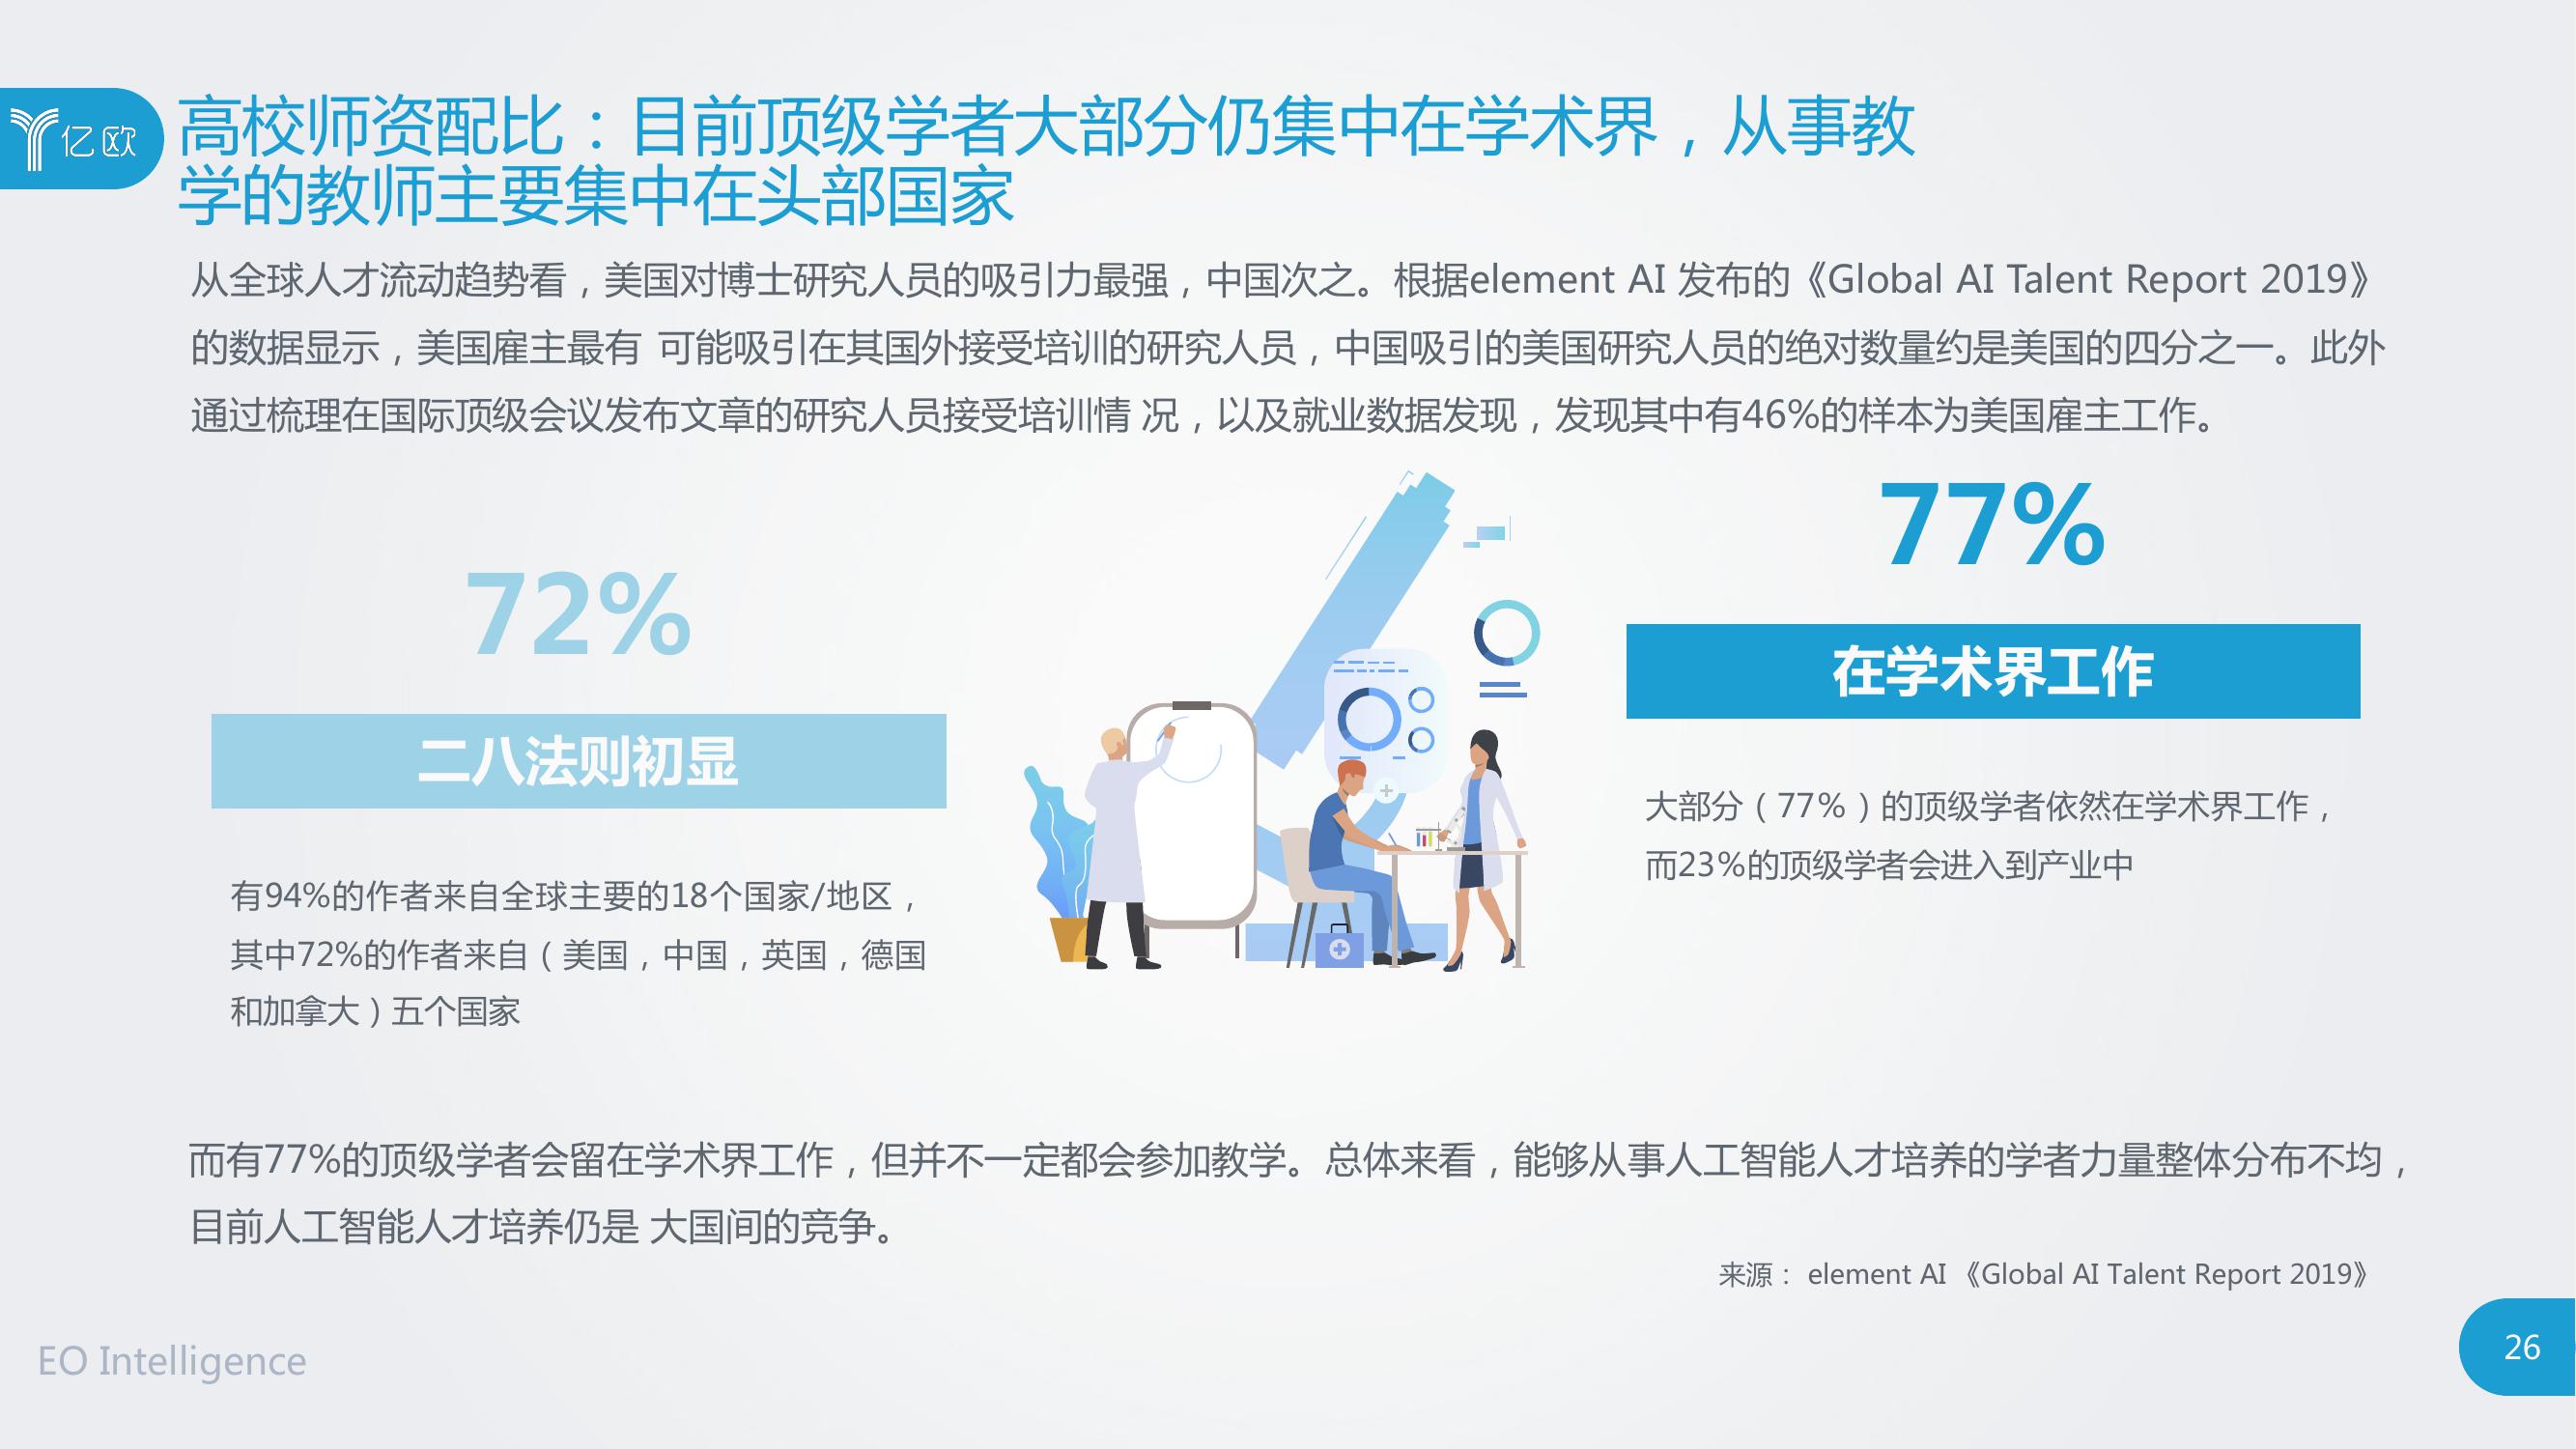 亿欧
高校师资配比：目前顶级学者大部分仍集中在学术界，从事教
学的教师主要集中在头部国家
从全球人才流动趋势看，美国对博士研究人员的吸引力最强，中国次之。根据element AI 发布的《Global AI Talent Report 2019》
的数据显示，美国雇主最有 可能吸引在其国外接受培训的研究人员，中国吸引的美国研究人员的绝对数量约是美国的四分之一。此外
通过梳理在国际顶级会议发布文章的研究人员接受培训情 况，以及就业数据发现，发现其中有46%的样本为美国雇主工作。
72%
二八法则初显
有94%的作者来自全球主要的18个国家/地区，
其中72%的作者来自（美国，中国，英国，德国
和加拿大）五个国家
77%
在学术界工作
大部分（77%）的顶级学者依然在学术界工作，
而23%的顶级学者会进入到产业中
而有77%的顶级学者会留在学术界工作，但并不一定都会参加教学。总体来看，能够从事人工智能人才培养的学者力量整体分布不均，
目前人工智能人才培养仍是 大国间的竞争。
来源： element AI 《Global AI Talent Report 2019》
EO Intelligence
26